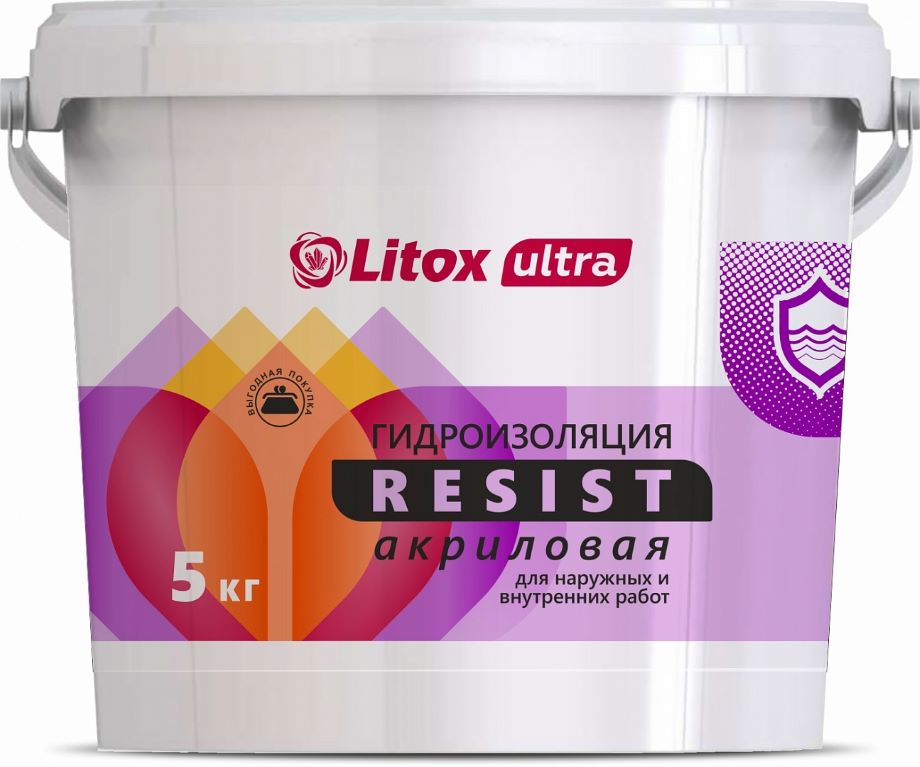 Litox ultra
ВЫГОДНАЯ ПОКУПКА
ГИДРОИЗОЛЯЦИЯ
RESIST
акриловая
для наружных и
внутренних работ
5 кг